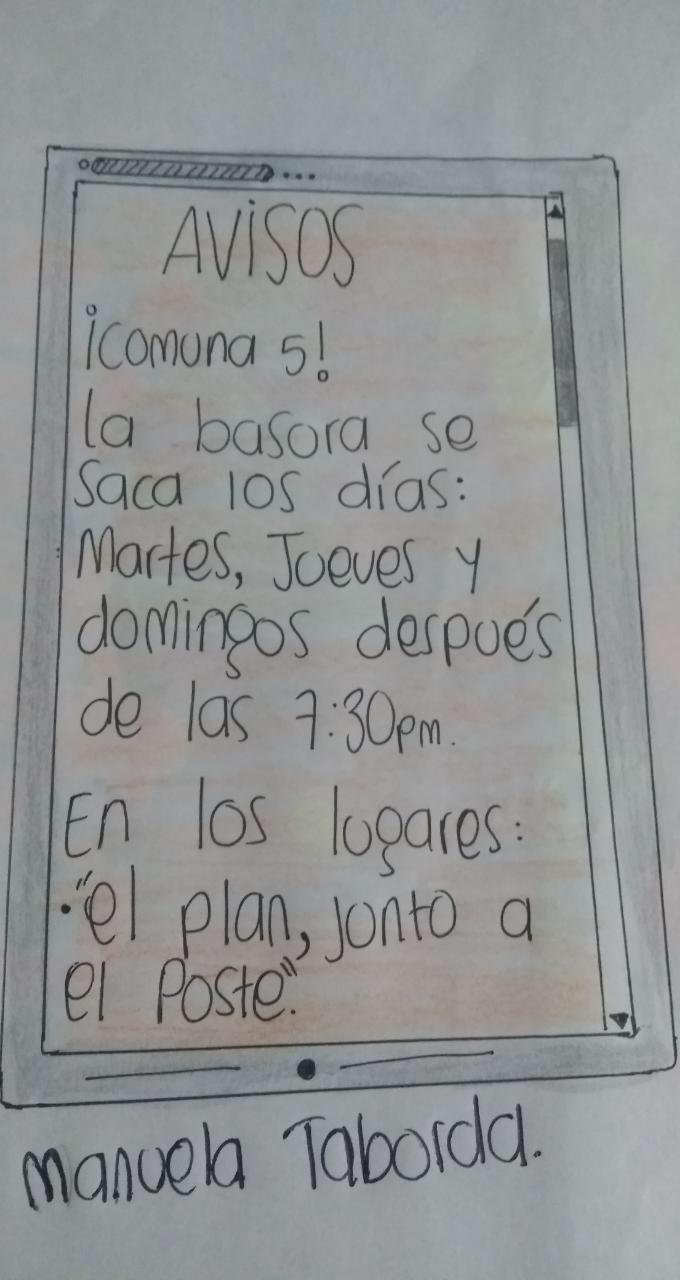 AVISOS
¡Comuna 5!
la basura se
saca los días:
Martes, Jueves y
domingos después
de las 7:30pm.
En los lugares:
•"el plan, junto a
el Poste".
Manuela Taborda.